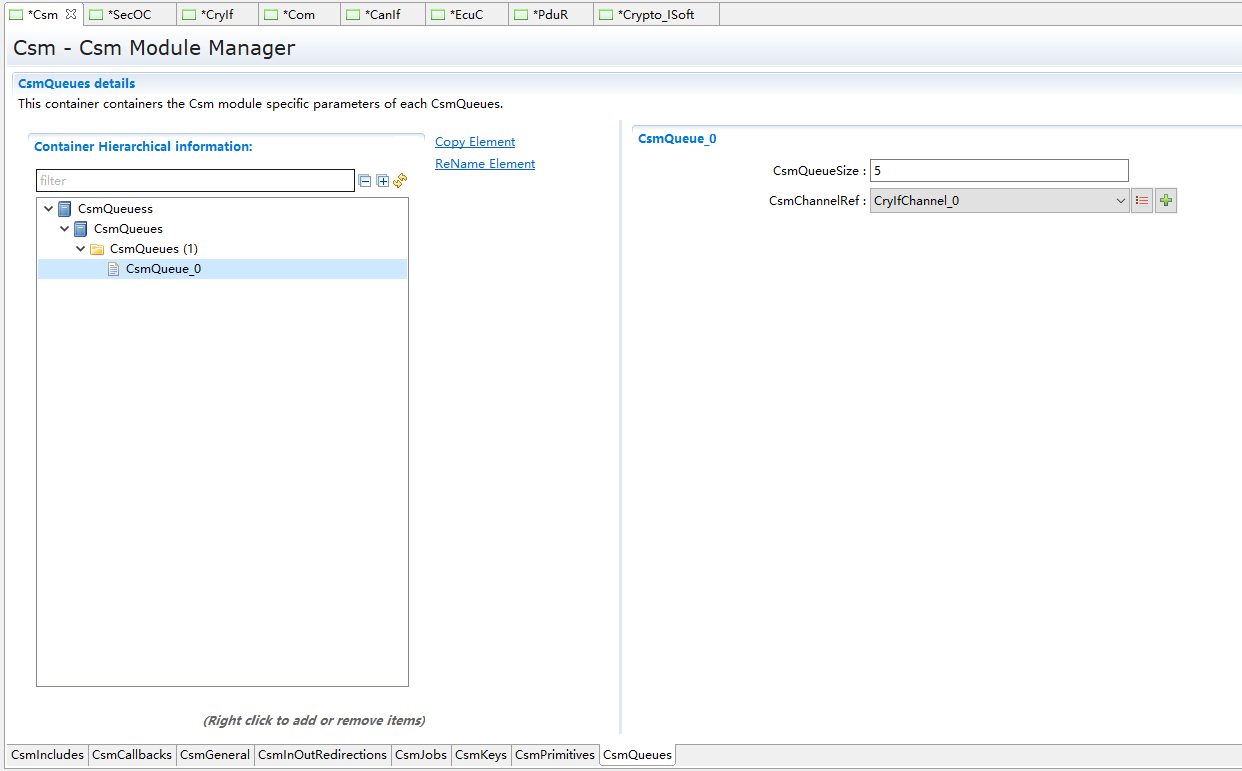 *Csm *SecOC *CryIf *Com *CanIf *EcuC *PduR *Crypto_ISoft
Csm - Csm Module Manager
CsmQueues details
This container containers the Csm module specific parameters of each CsmQueues.
Container Hierarchical information:
filter
CsmQueuess
CsmQueues
CsmQueues (1)
CsmQueue_0
(Right click to add or remove items)
Copy Element
ReName Element
CsmQueue_0
CsmQueueSize : 5
CsmChannelRef : CryIfChannel_0
CsmIncludes CsmCallbacks CsmGeneral CsmInOutRedirections CsmJobs CsmKeys CsmPrimitives CsmQueues